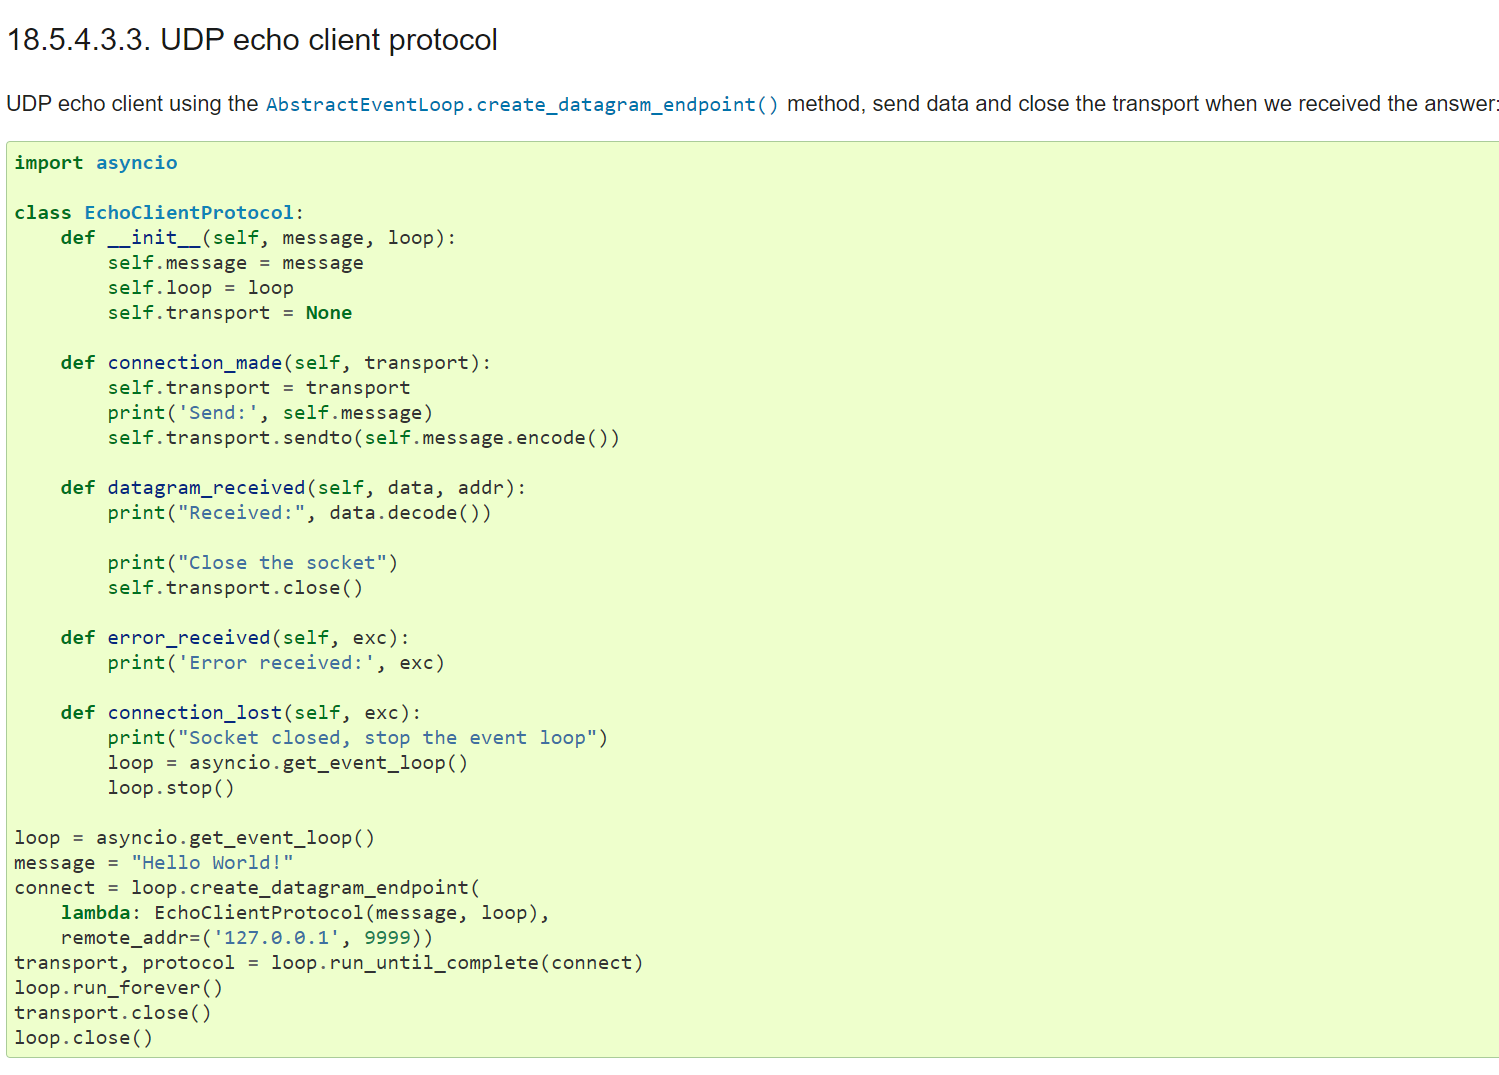 18.5.4.3.3. UDP echo client protocol
UDP echo client using the AbstractEventLoop.create_datagram_endpoint() method, send data and close the transport when we received the answer:
import asyncio
class EchoClientProtocol:
    def __init__(self, message, loop):
        self.message = message
        self.loop = loop
        self.transport = None
    def connection_made(self, transport):
        self.transport = transport
        print('Send:', self.message)
        self.transport.sendto(self.message.encode())
    def datagram_received(self, data, addr):
        print("Received:", data.decode())
        print("Close the socket")
        self.transport.close()
    def error_received(self, exc):
        print('Error received:', exc)
    def connection_lost(self, exc):
        print("Socket closed, stop the event loop")
        loop = asyncio.get_event_loop()
        loop.stop()
loop = asyncio.get_event_loop()
message = "Hello World!"
connect = loop.create_datagram_endpoint(
    lambda: EchoClientProtocol(message, loop),
    remote_addr=('127.0.0.1', 9999))
transport, protocol = loop.run_until_complete(connect)
loop.run_forever()
transport.close()
loop.close()